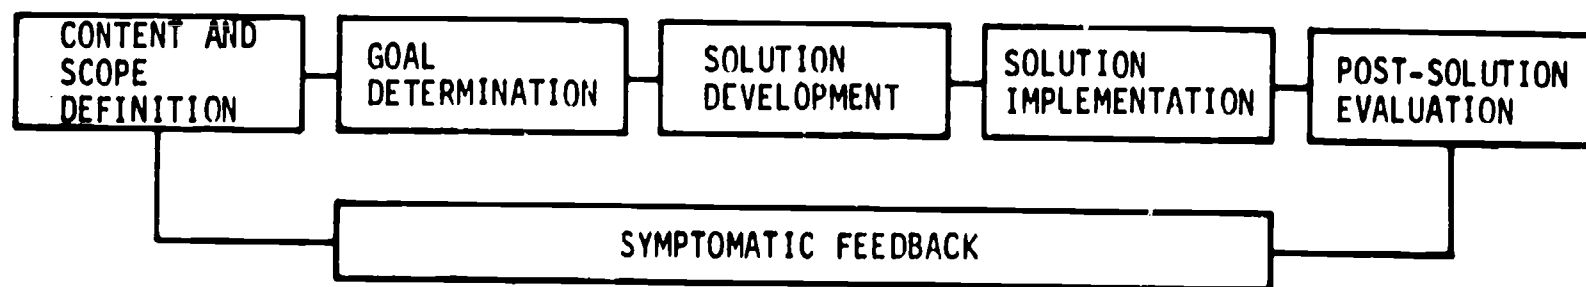 CONTENT AND
SCOPE
DEFINITION
GOAL
DETERMINATION
SOLUTION
DEVELOPMENT
SOLUTION
IMPLEMENTATION
POST-SOLUTION
EVALUATION
SYMPTOMATIC FEEDBACK